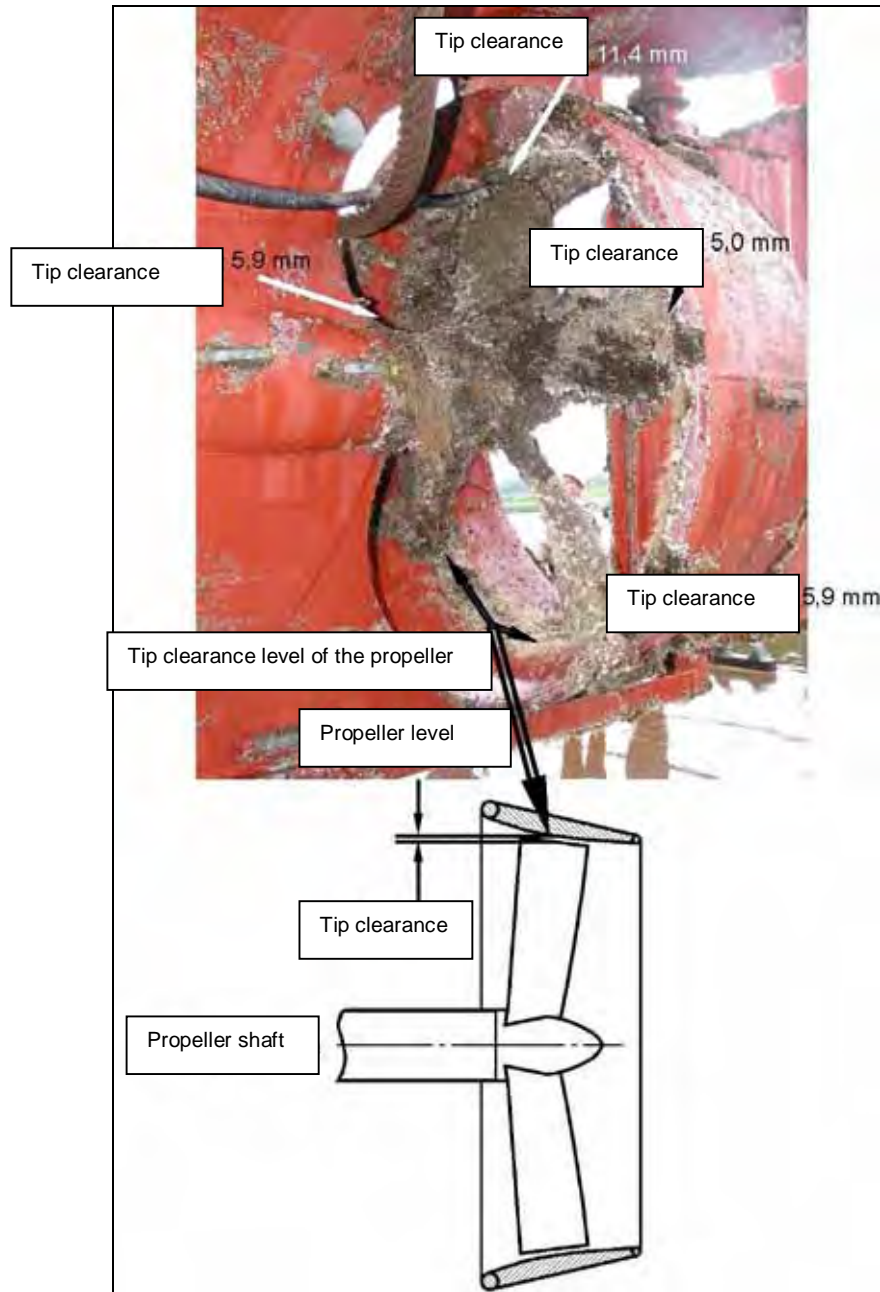 Tip clearance
11,4 mm
Tip clearance
5,9 mm
Tip clearance
5,0 mm
Tip clearance
5,9 mm
Tip clearance level of the propeller
Propeller level
Tip clearance
Propeller shaft